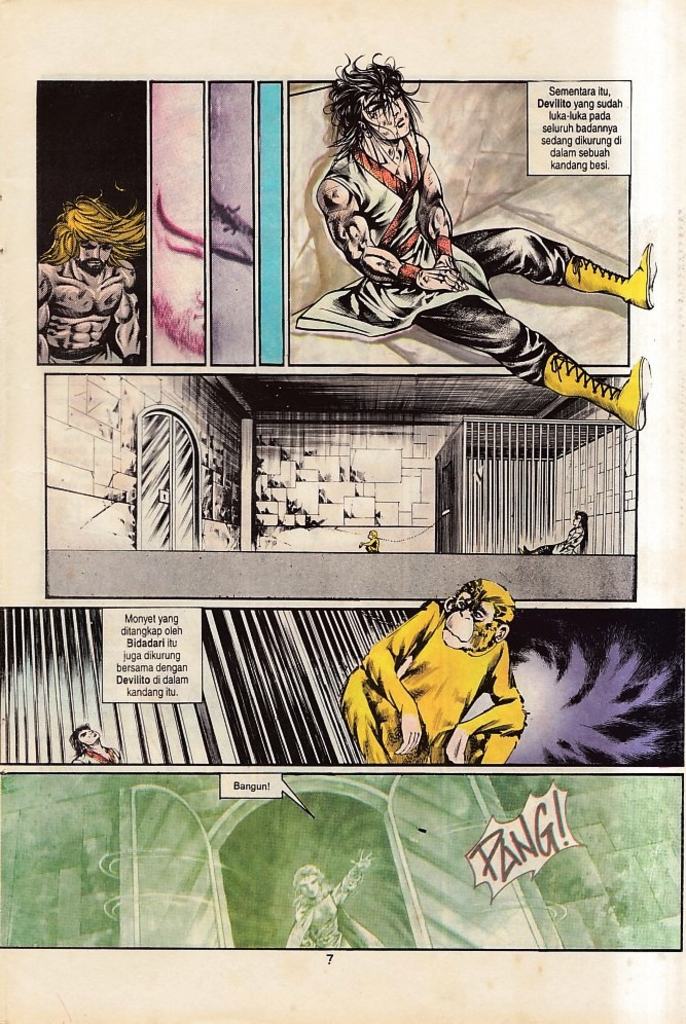 Sementara itu,
Devilito yang sudah
luka-luka pada
seluruh badannya
sedang dikurung di
dalam sebuah
kandang besi.
Monyet yang
ditangkap oleh
Bidadari itu
juga dikurung
bersama dengan
Devilito di dalam
kandang itu.
Bangun!
PANG!
7